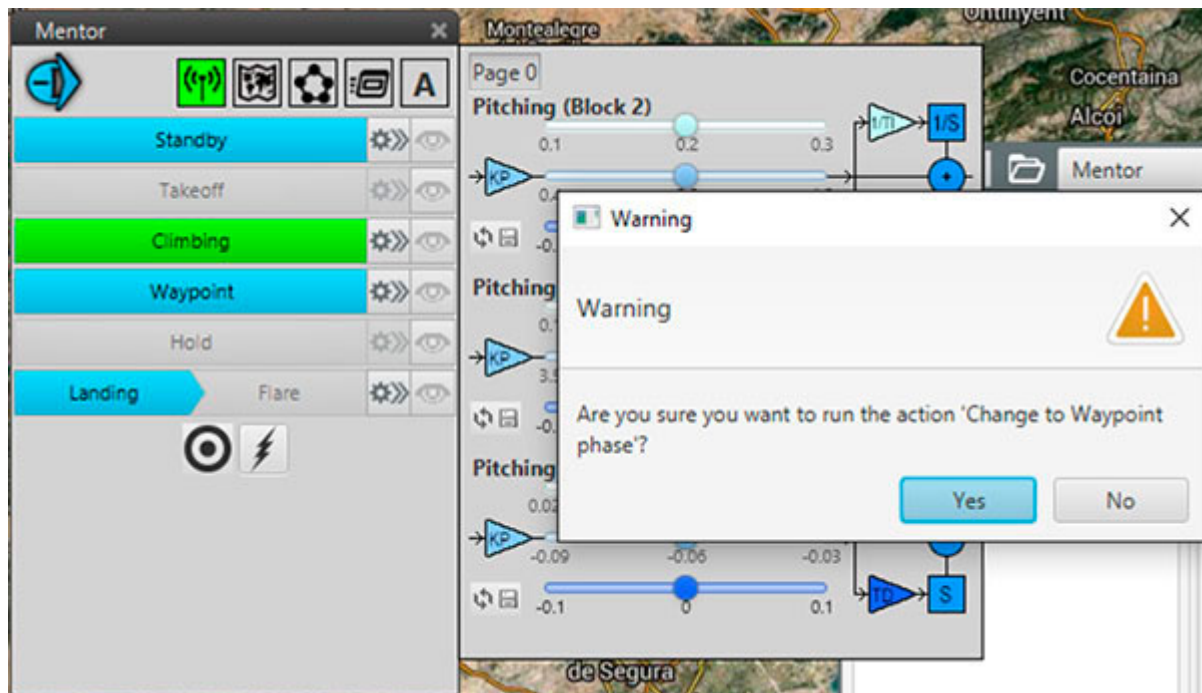 Mentor
A
Standby
Takeoff
Climbing
Waypoint
Hold
Landing
Flare
Montealegre
Ontinyent
Cocentaina
Alcoi
Page 0
Pitching (Block 2)
0.1 0.2 0.3
1/TI 1/S
KP
+
Mentor
Pitching
KP
Pitching
0.02
KP
-0.09 -0.06 -0.03
-0.1 0 0.1
TD S
de Segura
Warning
Warning
Are you sure you want to run the action 'Change to Waypoint
phase'?
Yes No